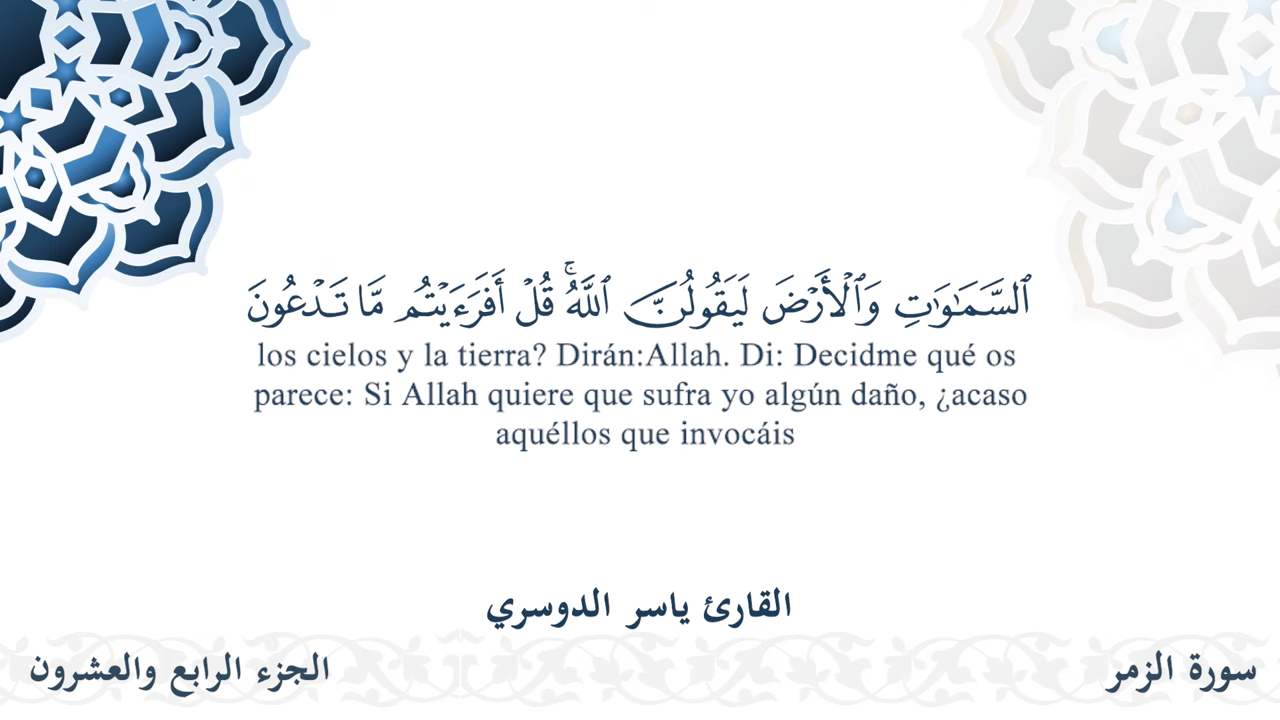 ٱلسَّمَٰوَٰتِ وَٱلْأَرْضَ لَيَقُولُنَّ ٱللَّهُ ۚ قُلْ أَفَرَءَيْتُم مَّا تَدْعُونَ
los cielos y la tierra? Dirán:Allah. Di: Decidme qué os
parece: Si Allah quiere que sufra yo algún daño, ¿acaso
aquéllos que invocáis
القارئ ياسر الدوسري
سورة الزمر
الجزء الرابع والعشرون